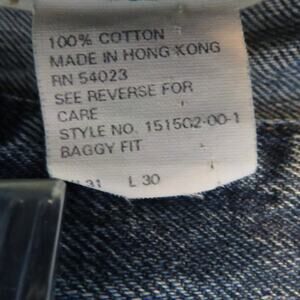 100% COTTON
MADE IN HONG KONG
RN 54023
SEE REVERSE FOR
CARE
STYLE NO. 151502-00-1
BAGGY FIT
31 L 30